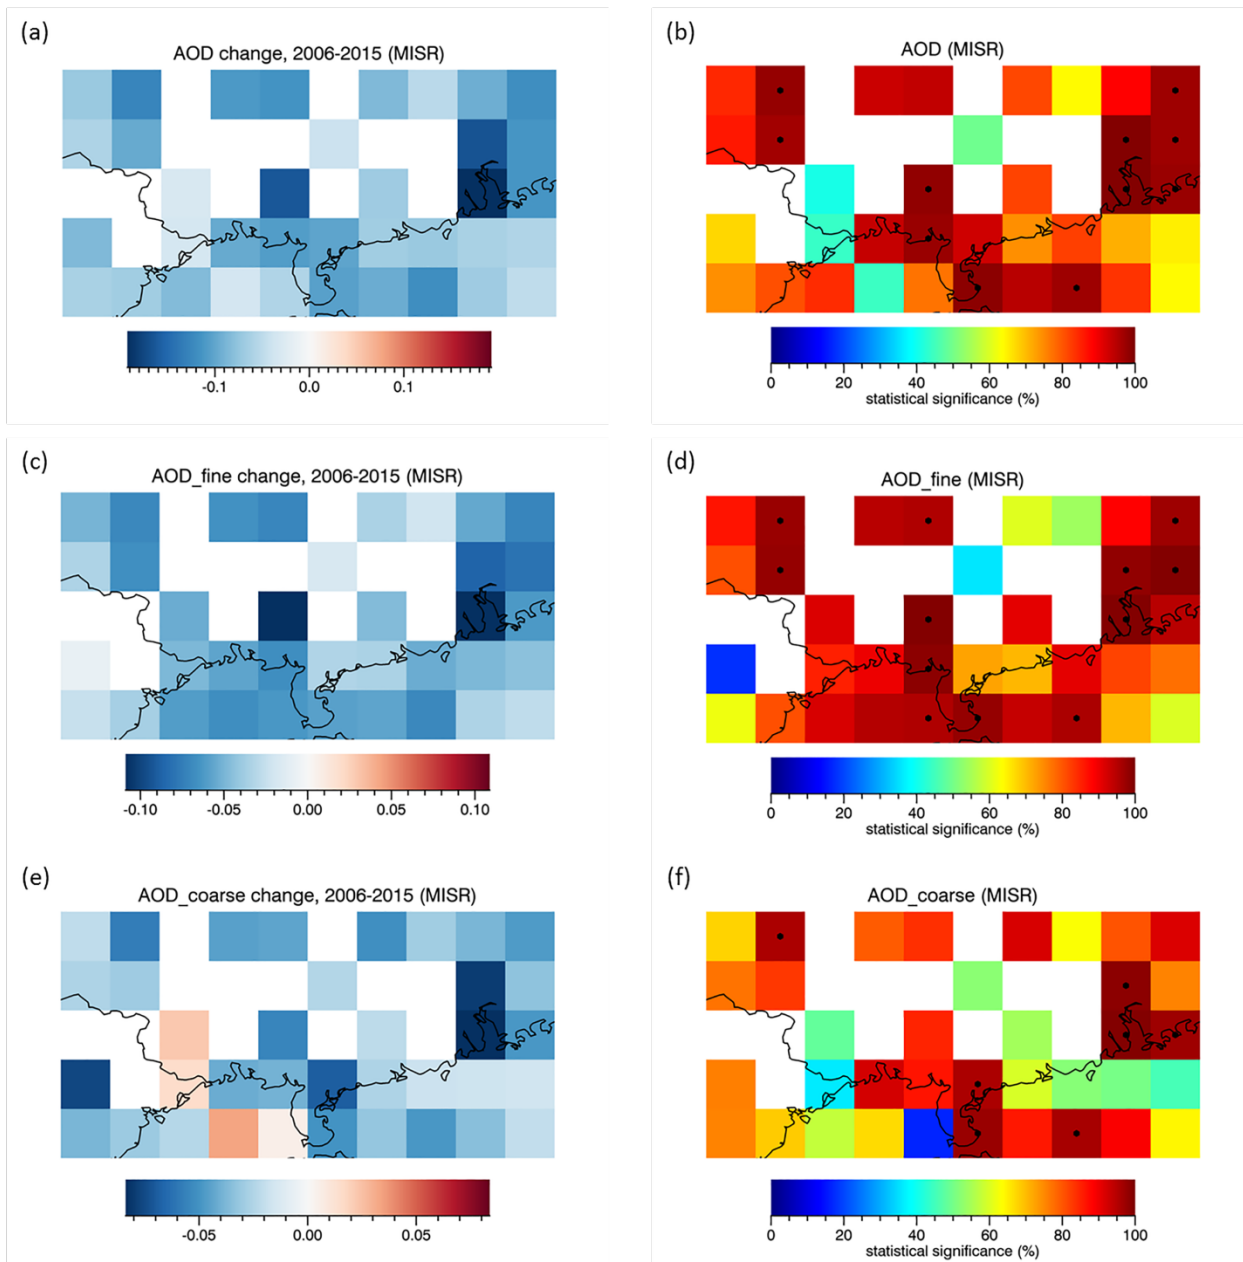 (a)
AOD change, 2006-2015 (MISR)
-0.1 0.0 0.1
(b)
AOD (MISR)
0 20 40 60 80 100
statistical significance (%)
(c)
AOD_fine change, 2006-2015 (MISR)
-0.10 -0.05 0.00 0.05 0.10
(d)
AOD_fine (MISR)
0 20 40 60 80 100
statistical significance (%)
(e)
AOD_coarse change, 2006-2015 (MISR)
-0.05 0.00 0.05
(f)
AOD_coarse (MISR)
0 20 40 60 80 100
statistical significance (%)